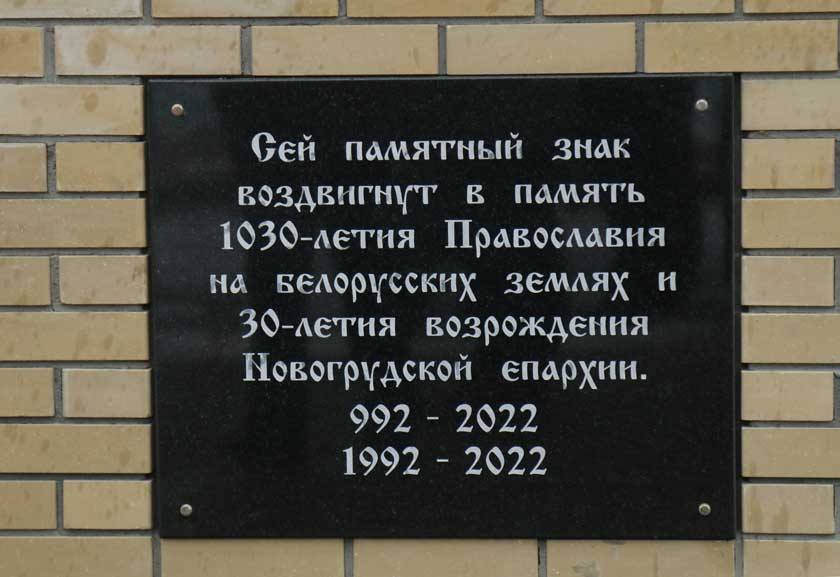 Сей памятный знак
воздвигнут в память
1030-летия Православия
на белорусских землях и
30-летия возрождения
Новогрудской епархии.
992 - 2022
1992 - 2022